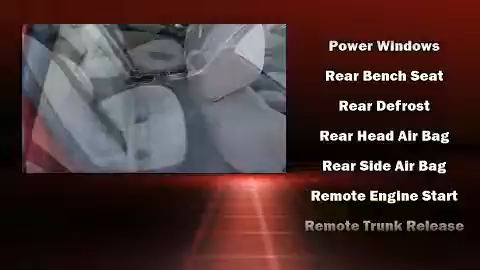 Power Windows
Rear Bench Seat
Rear Defrost
Rear Head Air Bag
Rear Side Air Bag
Remote Engine Start
Remote Trunk Release